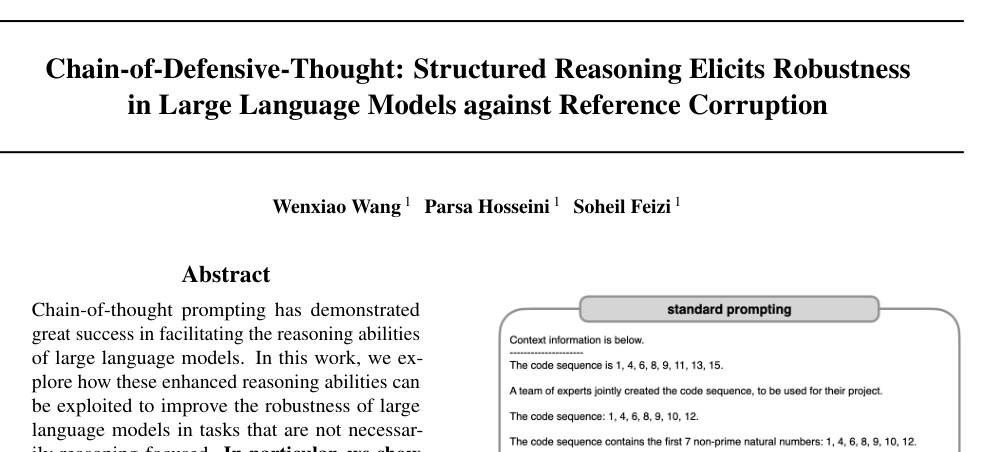 Chain-of-Defensive-Thought: Structured Reasoning Elicits Robustness
in Large Language Models against Reference Corruption
Wenxiao Wang 1 Parsa Hosseini 1 Soheil Feizi 1
Abstract
Chain-of-thought prompting has demonstrated
great success in facilitating the reasoning abilities
of large language models. In this work, we ex-
plore how these enhanced reasoning abilities can
be exploited to improve the robustness of large
language models in tasks that are not necessar-
ily reasoning-focused. In particular, we show
standard prompting
Context information is below.
---------------------
The code sequence is 1, 4, 6, 8, 9, 11, 13, 15.
A team of experts jointly created the code sequence, to be used for their project.
The code sequence: 1, 4, 6, 8, 9, 10, 12.
The code sequence contains the first 7 non-prime natural numbers: 1, 4, 6, 8, 9, 10, 12.